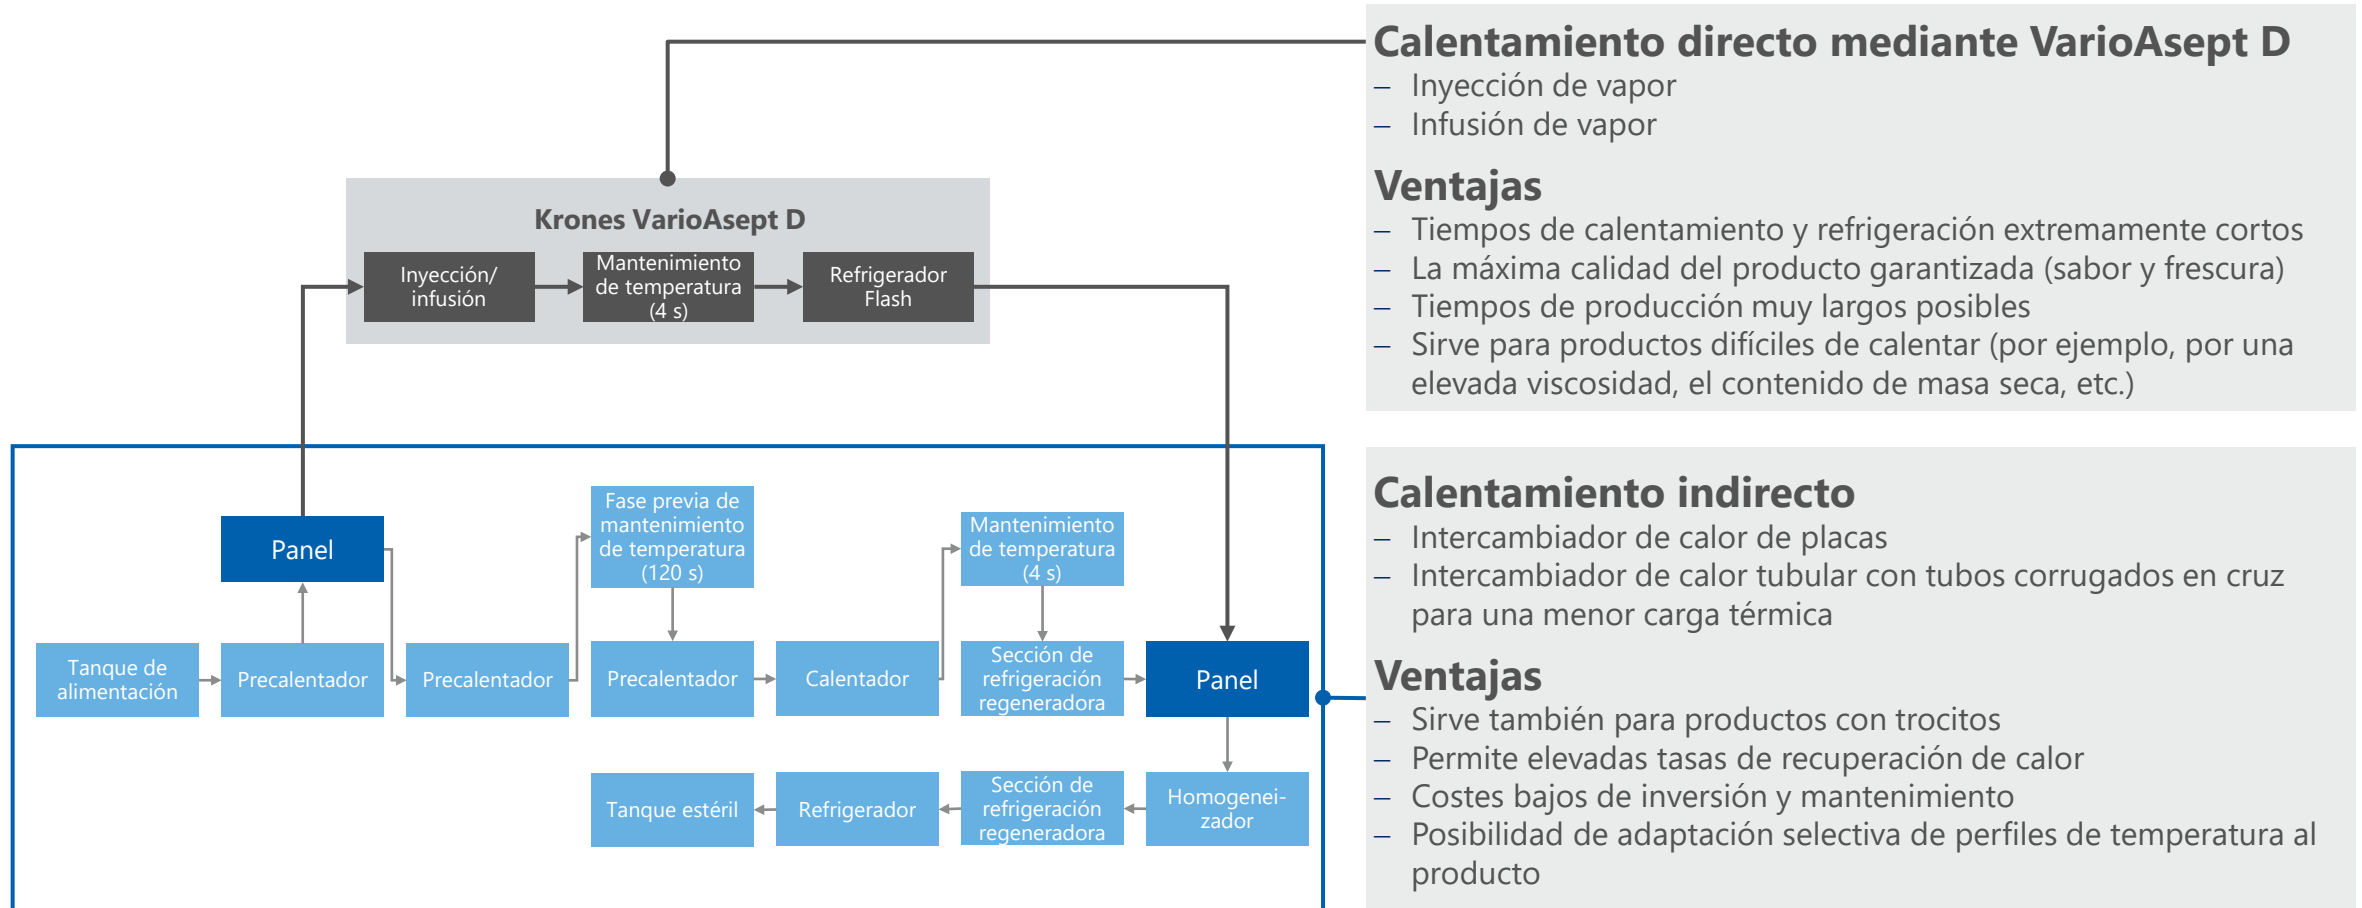 Calentamiento directo mediante VarioAsept D
– Inyección de vapor
– Infusión de vapor
Ventajas
– Tiempos de calentamiento y refrigeración extremamente cortos
– La máxima calidad del producto garantizada (sabor y frescura)
– Tiempos de producción muy largos posibles
– Sirve para productos difíciles de calentar (por ejemplo, por una
elevada viscosidad, el contenido de masa seca, etc.)
Krones VarioAsept D
Inyección/
infusión
Mantenimiento
de temperatura
(4 s)
Refrigerador
Flash
Panel
Fase previa de
mantenimiento
de temperatura
(120 s)
Mantenimiento
de temperatura
(4 s)
Tanque de
alimentación
Precalentador
Precalentador
Precalentador
Calentador
Sección de
refrigeración
regeneradora
Panel
Tanque estéril
Refrigerador
Sección de
refrigeración
regeneradora
Homogenei-
zador
Calentamiento indirecto
– Intercambiador de calor de placas
– Intercambiador de calor tubular con tubos corrugados en cruz
para una menor carga térmica
Ventajas
– Sirve también para productos con trocitos
– Permite elevadas tasas de recuperación de calor
– Costes bajos de inversión y mantenimiento
– Posibilidad de adaptación selectiva de perfiles de temperatura al
producto